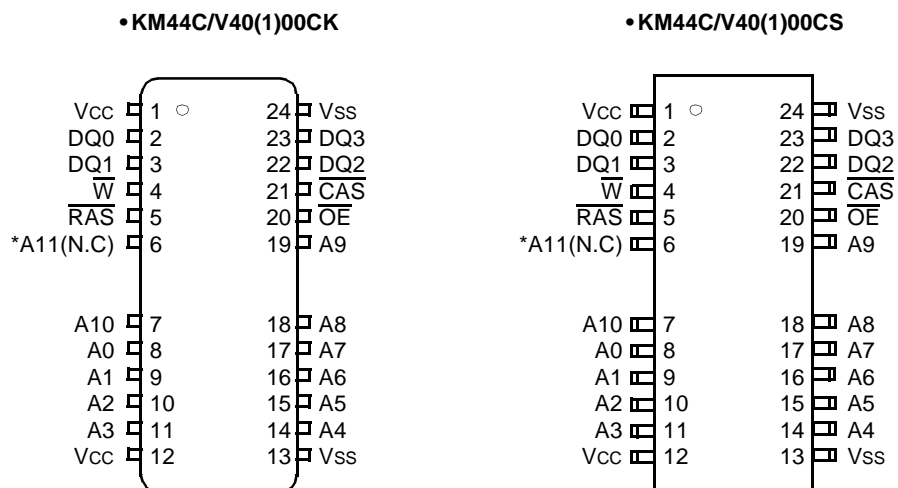 •KM44C/V40(1)00CK
VCC 1 24 VSS
DQ0 2 23 DQ3
DQ1 3 22 DQ2
W 4 21 CAS
RAS 5 20 OE
*A11(N.C) 6 19 A9
A10 7 18 A8
A0 8 17 A7
A1 9 16 A6
A2 10 15 A5
A3 11 14 A4
VCC 12 13 VSS
•KM44C/V40(1)00CS
VCC 1 24 VSS
DQ0 2 23 DQ3
DQ1 3 22 DQ2
W 4 21 CAS
RAS 5 20 OE
*A11(N.C) 6 19 A9
A10 7 18 A8
A0 8 17 A7
A1 9 16 A6
A2 10 15 A5
A3 11 14 A4
VCC 12 13 VSS